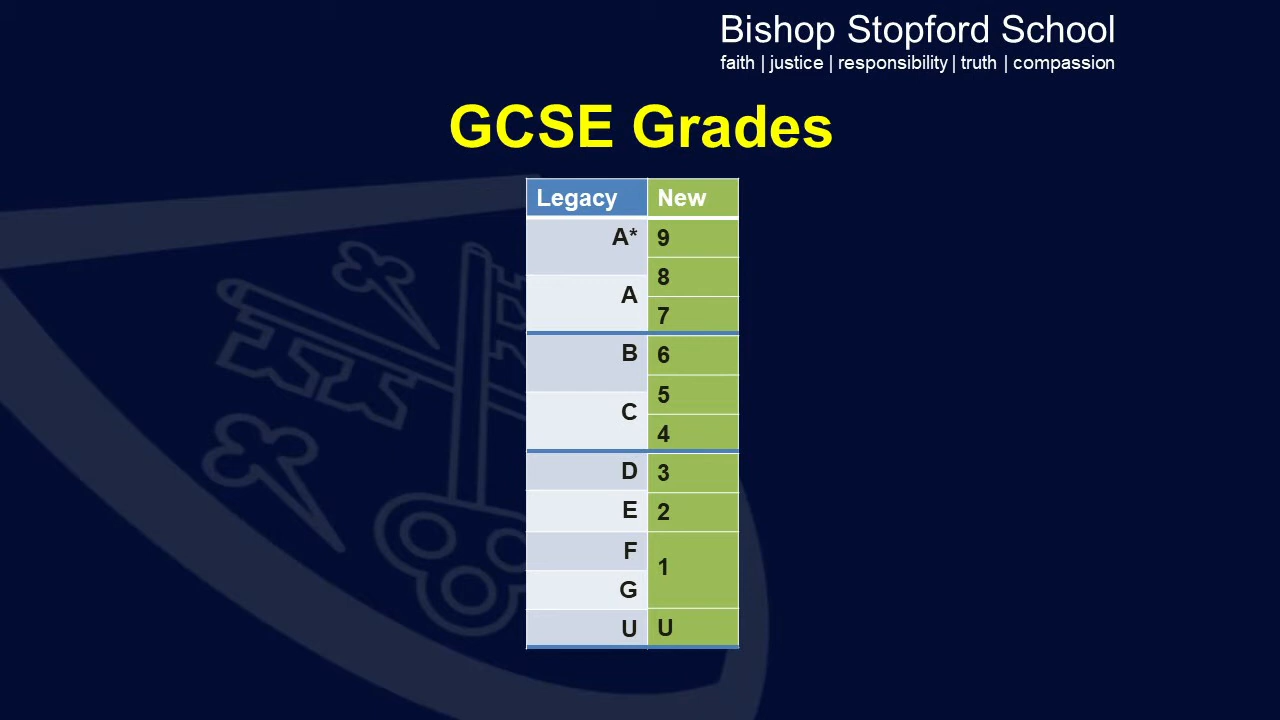 Bishop Stopford School
faith | justice | responsibility | truth | compassion
GCSE Grades
Legacy New
A* 9
8
A
7
B 6
5
C
4
D 3
E 2
F
1
G
U U